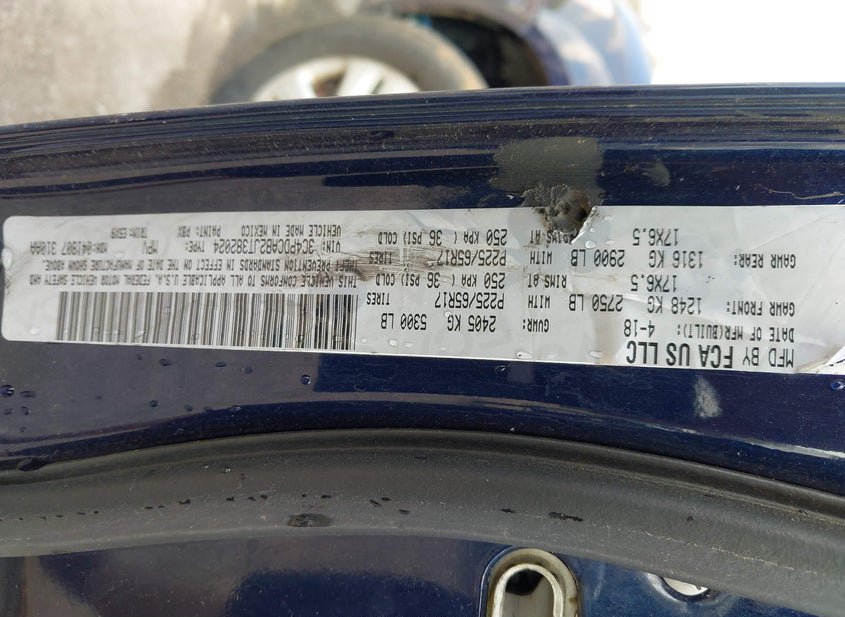 MFD BY FCA US LLC
DATE OF MFR(BUILT): 4-18 GVWR: 2405 KG 5300 LB
GAWR FRONT: 1248 KG 2750 LB WITH P225/65R17 TIRES
17X6.5 RIMS AT 250 KPA ( 36 PSI) COLD
GAWR REAR: 1316 KG 2900 LB WITH P225/65R17 TIRES
17X6.5 AT 250 KPA ( 36 PSI) COLD
THIS VEHICLE CONFORMS TO ALL APPLICABLE U.S.A. FEDERAL MOTOR VEHICLE SAFETY AND
THEFT PREVENTION STANDARDS IN EFFECT ON THE DATE OF MANUFACTURE SHOWN ABOVE.
VIN: 3C4PDCAB2JT382024 TYPE: MPV MDH: 041907 310AA
VEHICLE MADE IN MEXICO PAINT: PBX TRIM: E5X9